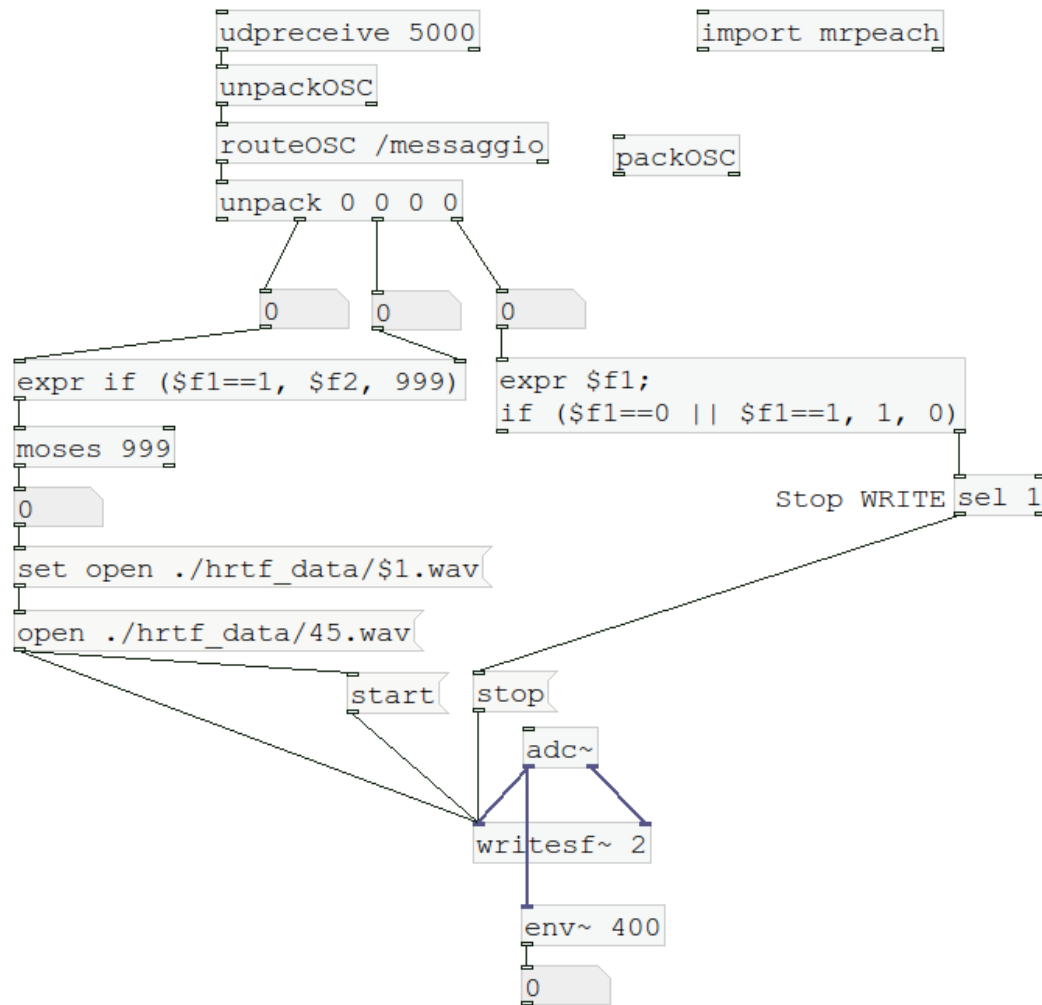 udpreceive 5000
import mrpeach
unpackOSC
routeOSC /messaggio
packOSC
unpack 0 0 0 0
0
0
0
expr if ($f1==1, $f2, 999)
expr $f1;
if ($f1==0 || $f1==1, 1, 0)
moses 999
0
Stop WRITE
sel 1
set open ./hrtf_data/$1.wav
open ./hrtf_data/45.wav
start
stop
adc~
writesf~ 2
env~ 400
0